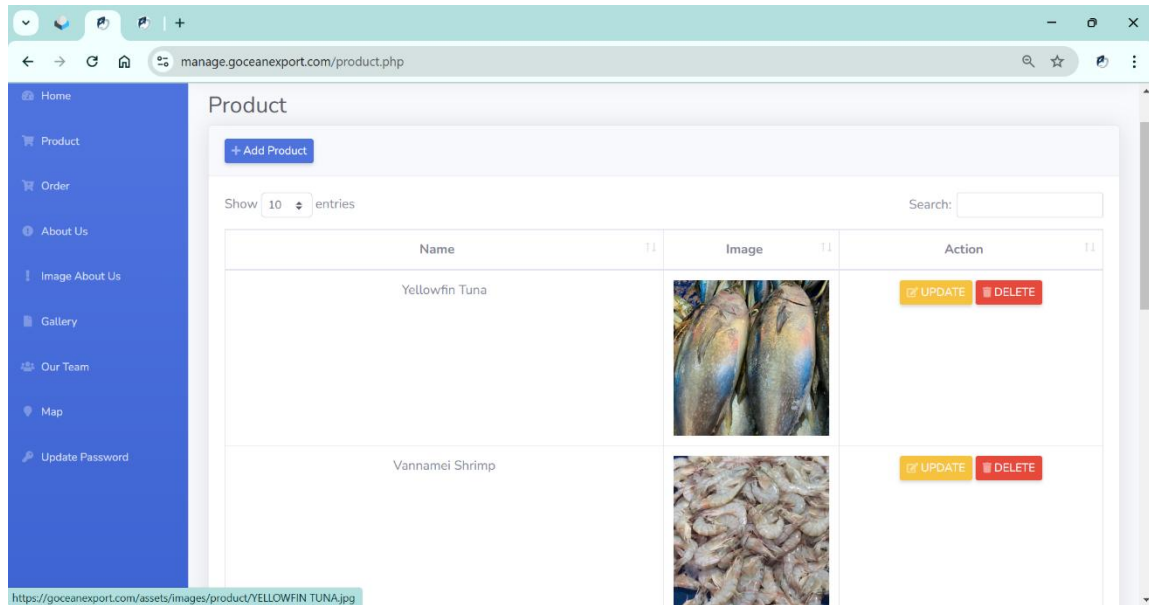 manage.goceanexport.com/product.php
Home
Product
Order
About Us
Image About Us
Gallery
Our Team
Map
Update Password
Product
+ Add Product
Show 10 entries
Search:
Name Image Action
Yellowfin Tuna UPDATE DELETE
Vannamei Shrimp UPDATE DELETE
https://goceanexport.com/assets/images/product/YELLOWFIN TUNA.jpg